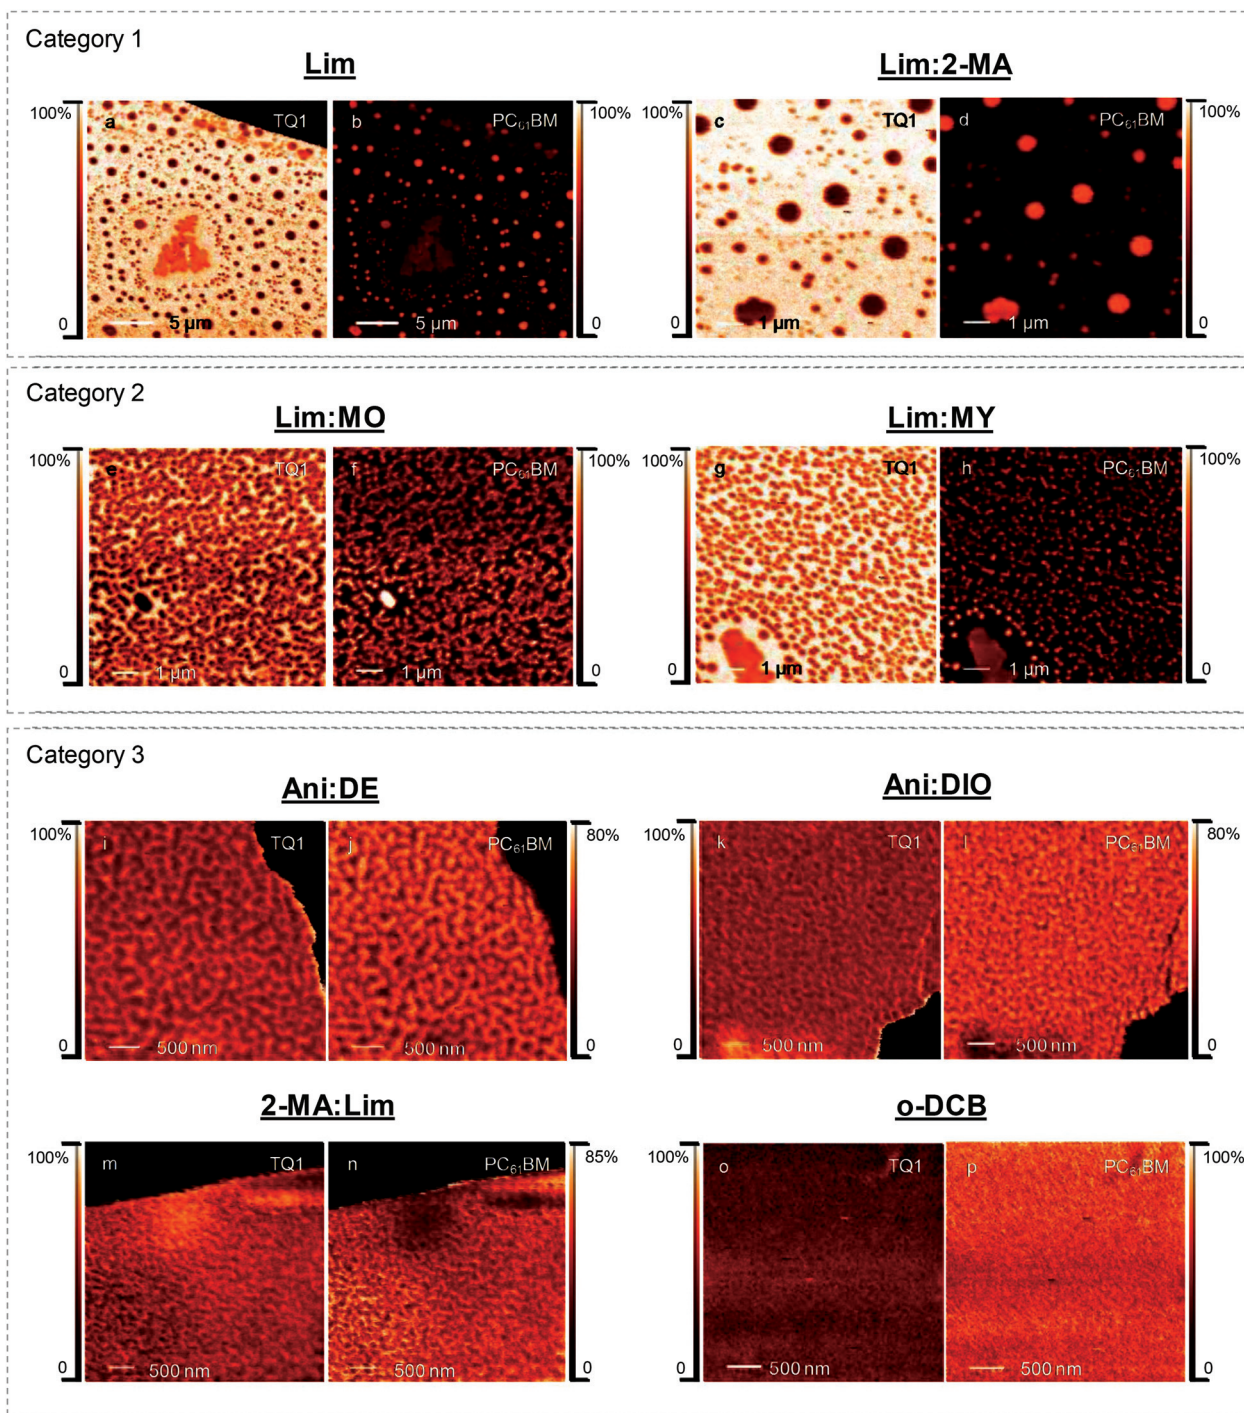 Category 1
Lim
Lim:2-MA
100% a TQ1 b PC₆₁BM 100%
100% c TQ1 d PC₆₁BM 100%
0 5 µm 5 µm 0
0 1 µm 1 µm 0
Category 2
Lim:MO
Lim:MY
100% e TQ1 f PC₆₁BM 100%
g TQ1 h PC₆₁BM 100%
0 1 µm 1 µm 0
0 1 µm 1 µm 0
Category 3
Ani:DE
Ani:DIO
100% i TQ1 j PC₆₁BM 80%
100% k TQ1 l PC₆₁BM 80%
0 500 nm 500 nm 0
0 500 nm 500 nm 0
2-MA:Lim
o-DCB
100% m TQ1 n PC₆₁BM 85%
100% o TQ1 p PC₆₁BM 100%
0 500 nm 500 nm 0
0 500 nm 500 nm 0